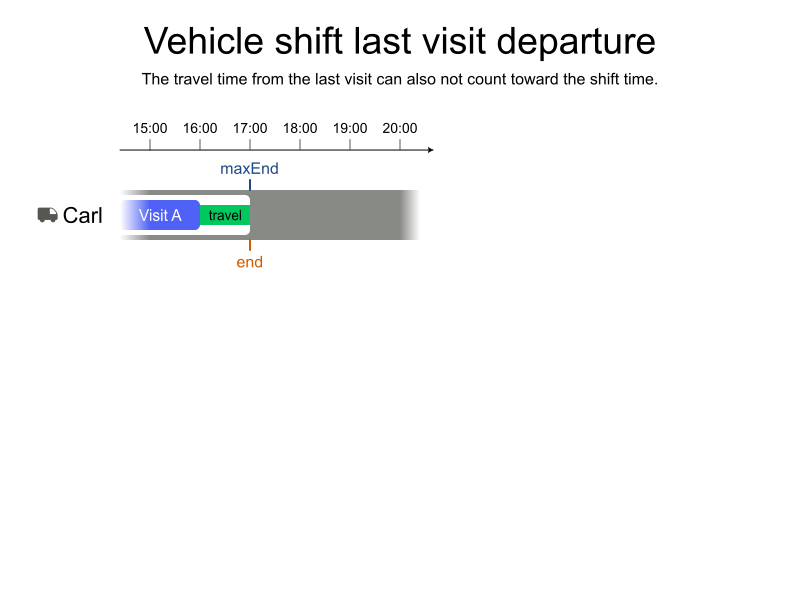 Vehicle shift last visit departure
The travel time from the last visit can also not count toward the shift time.
15:00 16:00 17:00 18:00 19:00 20:00
maxEnd
Carl Visit A travel
end